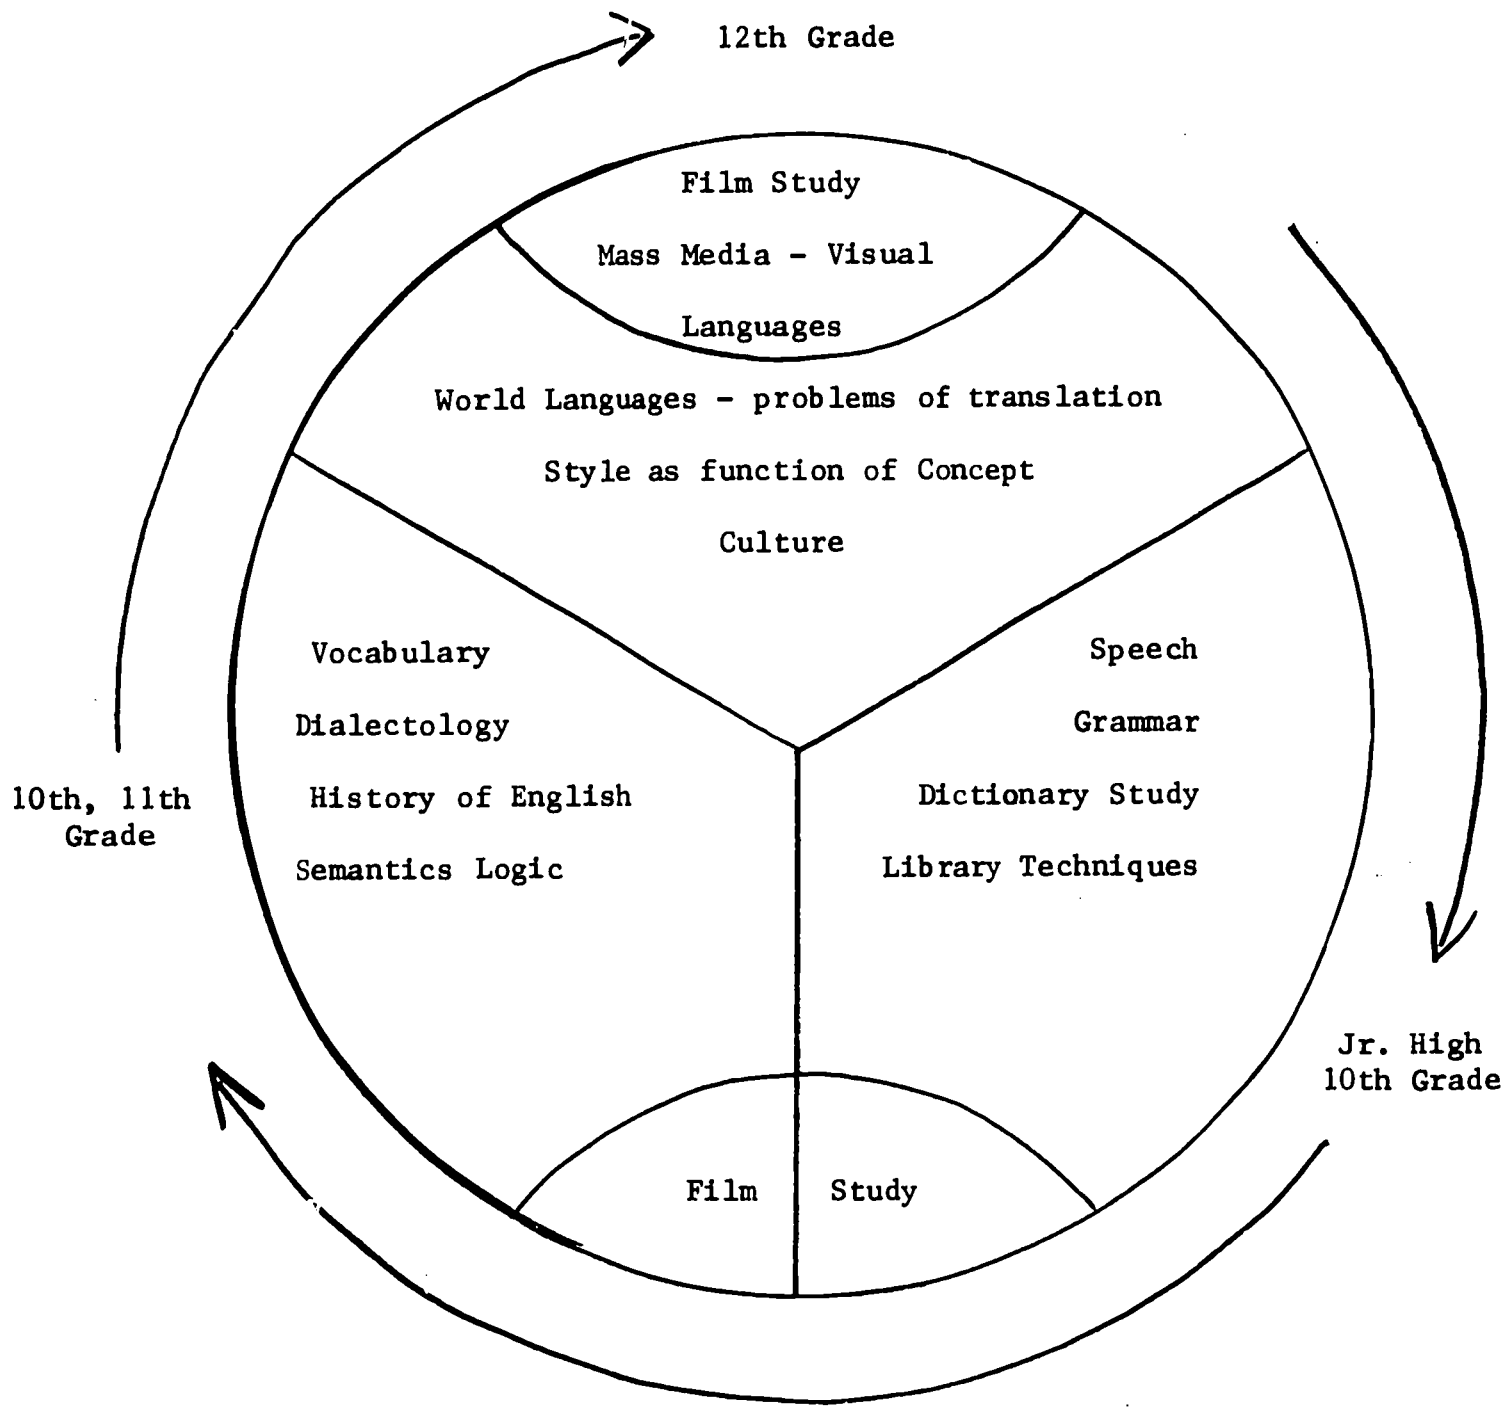 12th Grade
Film Study
Mass Media - Visual
Languages
World Languages - problems of translation
Style as function of Concept
Culture
Vocabulary
Dialectology
History of English
Semantics Logic
Speech
Grammar
Dictionary Study
Library Techniques
10th, 11th
Grade
Jr. High
10th Grade
Film Study